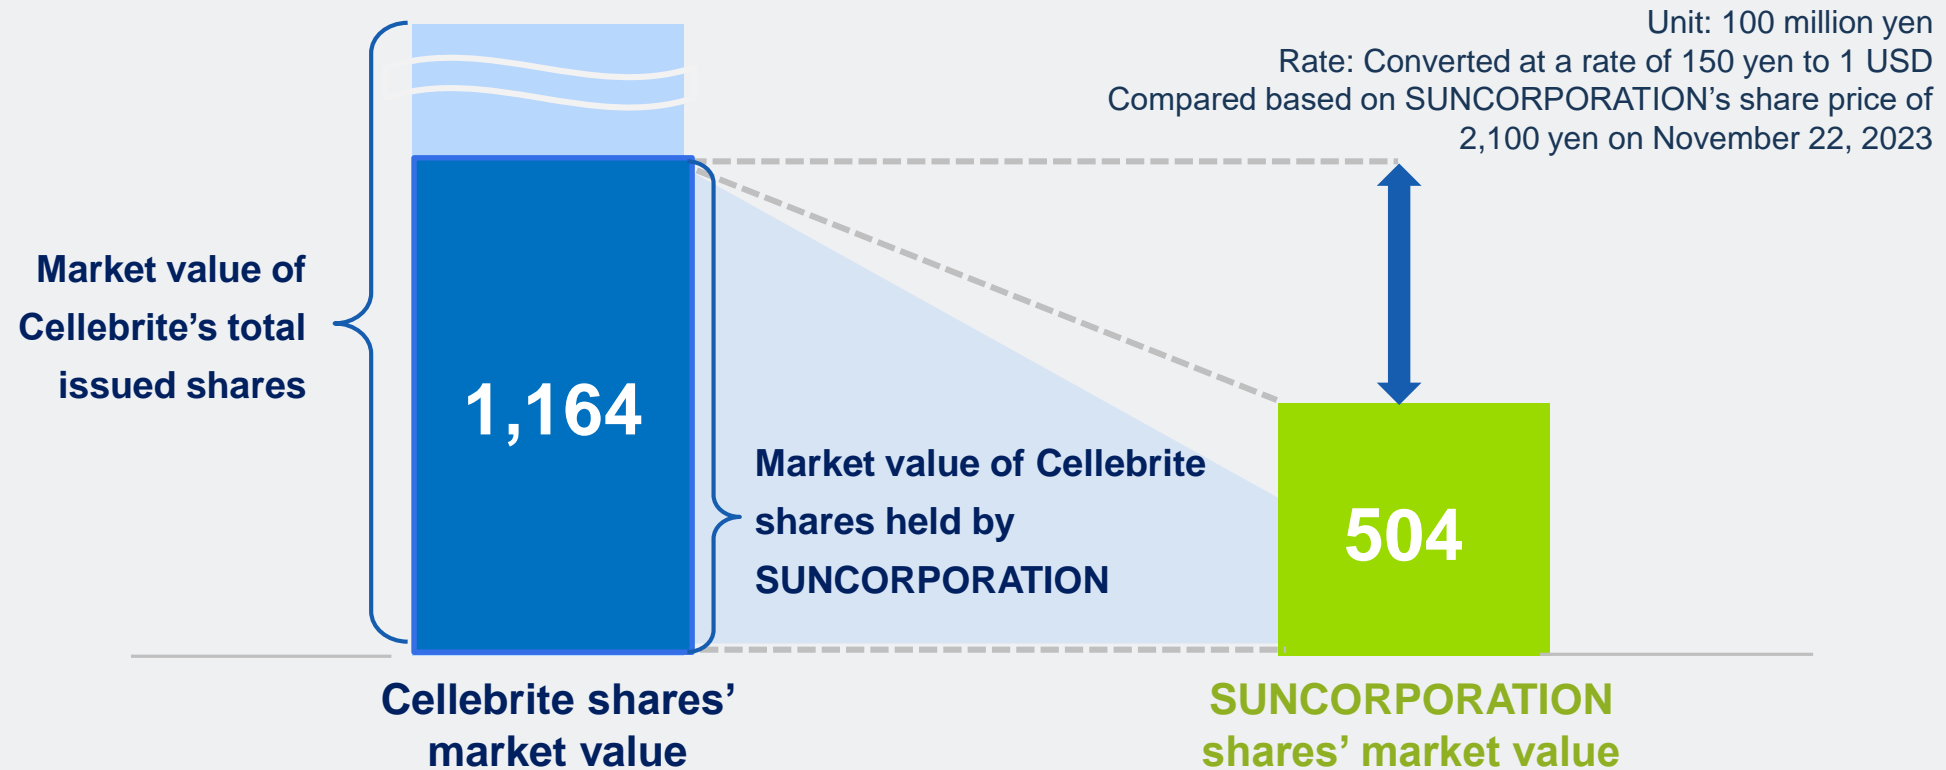 Unit: 100 million yen
Rate: Converted at a rate of 150 yen to 1 USD
Compared based on SUNCORPORATION’s share price of
2,100 yen on November 22, 2023
Market value of
Cellebrite’s total
issued shares
1,164
Market value of Cellebrite
shares held by
SUNCORPORATION
504
Cellebrite shares’
market value
SUNCORPORATION
shares’ market value